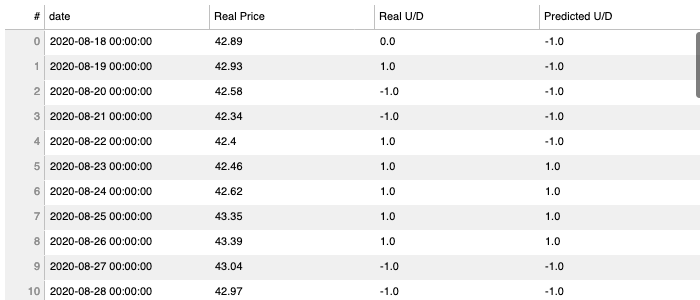 # date Real Price Real U/D Predicted U/D
0 2020-08-18 00:00:00 42.89 0.0 -1.0
1 2020-08-19 00:00:00 42.93 1.0 -1.0
2 2020-08-20 00:00:00 42.58 -1.0 -1.0
3 2020-08-21 00:00:00 42.34 -1.0 -1.0
4 2020-08-22 00:00:00 42.4 1.0 -1.0
5 2020-08-23 00:00:00 42.46 1.0 1.0
6 2020-08-24 00:00:00 42.62 1.0 1.0
7 2020-08-25 00:00:00 43.35 1.0 1.0
8 2020-08-26 00:00:00 43.39 1.0 1.0
9 2020-08-27 00:00:00 43.04 -1.0 -1.0
10 2020-08-28 00:00:00 42.97 -1.0 -1.0